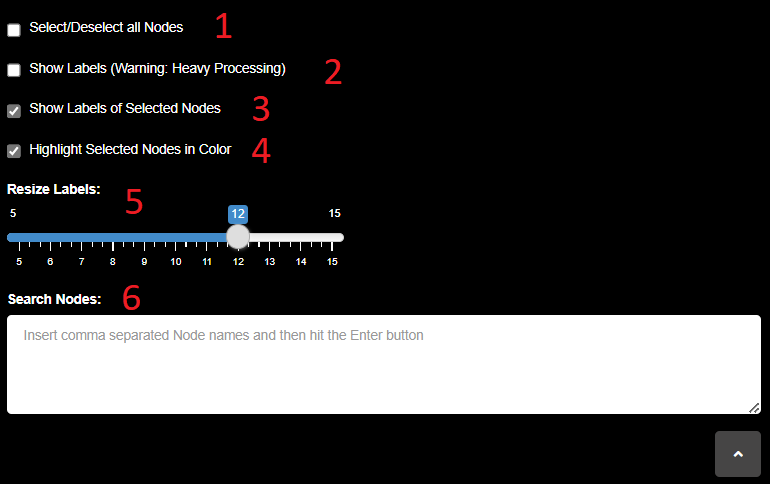 Select/Deselect all Nodes 1
Show Labels (Warning: Heavy Processing) 2
Show Labels of Selected Nodes 3
Highlight Selected Nodes in Color 4
Resize Labels: 5
5 12 15
5 6 7 8 9 10 11 12 13 14 15
Search Nodes: 6
Insert comma separated Node names and then hit the Enter button